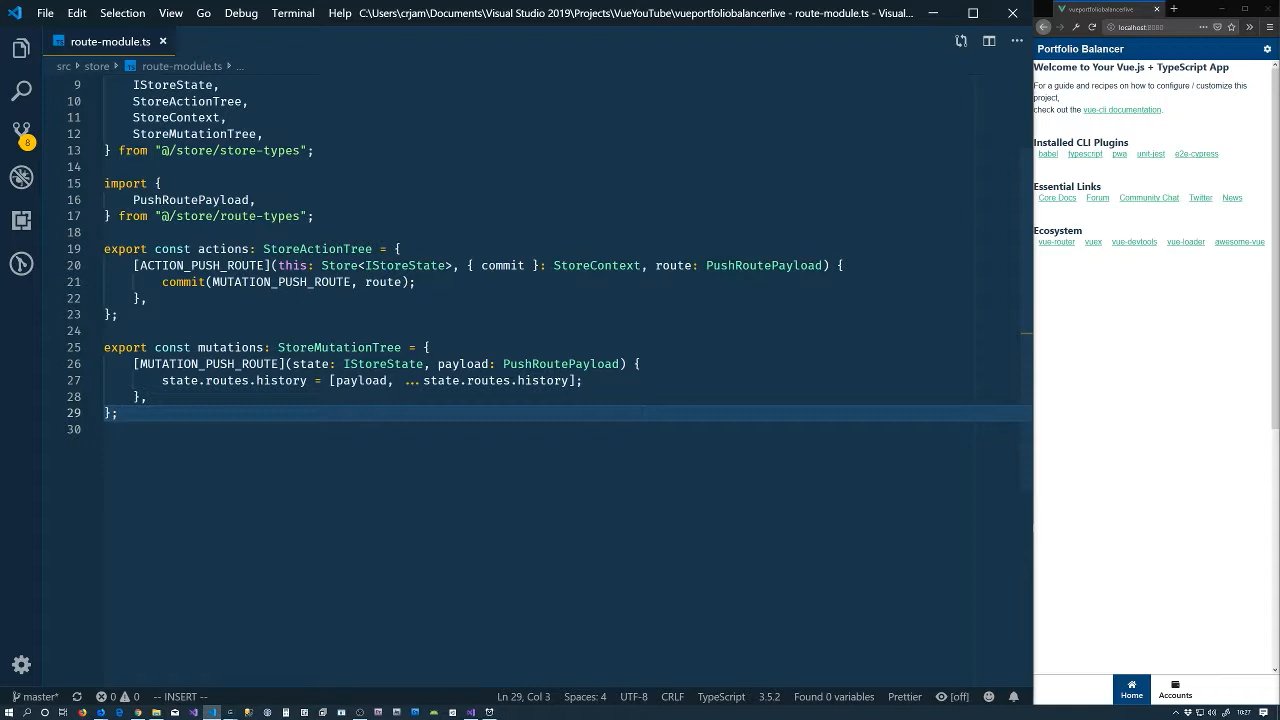 File Edit Selection View Go Debug Terminal Help C:\Users\criam\Documents\Visual Studio 2019\Projects\VueYouTube\vueportfoliobalancerlive - route-module.ts - Visual ...
route-module.ts
src > store > route-module.ts > ...
9 IStoreState,
10 StoreActionTree,
11 StoreContext,
12 StoreMutationTree,
13 } from "@/store/store-types";
14
15 import {
16 PushRoutePayload,
17 } from "@/store/route-types";
18
19 export const actions: StoreActionTree = {
20 [ACTION_PUSH_ROUTE](this: Store<IStoreState>, { commit }: StoreContext, route: PushRoutePayload) {
21 commit(MUTATION_PUSH_ROUTE, route);
22 },
23 };
24
25 export const mutations: StoreMutationTree = {
26 [MUTATION_PUSH_ROUTE](state: IStoreState, payload: PushRoutePayload) {
27 state.routes.history = [payload, ...state.routes.history];
28 },
29 };
30
8
master* 0 0 -- INSERT -- Ln 29, Col 3 Spaces: 4 UTF-8 CRLF TypeScript 3.5.2 Found 0 variables Prettier [off]
vueportfoliobalancerlive
localhost:8080
Portfolio Balancer
Welcome to Your Vue.js + TypeScript App
For a guide and recipes on how to configure / customize this
project,
check out the vue-cli documentation.
Installed CLI Plugins
babel typescript pwa unit-jest e2e-cypress
Essential Links
Core Docs Forum Community Chat Twitter News
Ecosystem
vue-router vuex vue-devtools vue-loader awesome-vue
Home Accounts
10:27